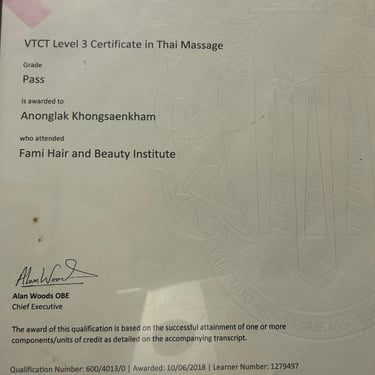 VTCT Level 3 Certificate in Thai Massage
Grade
Pass
is awarded to
Anonglak Khongsaenkham
who attended
Fami Hair and Beauty Institute
Alan Woods
Alan Woods OBE
Chief Executive
The award of this qualification is based on the successful attainment of one or more
components/units of credit as detailed on the accompanying transcript.
Qualification Number: 600/4013/0 | Awarded: 10/06/2018 | Learner Number: 1279497